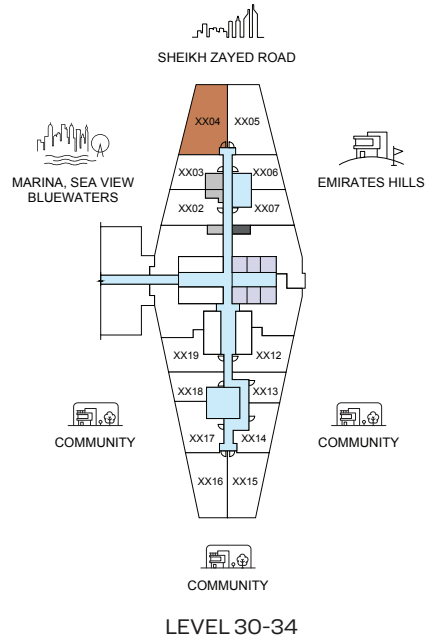 SHEIKH ZAYED ROAD
XX04
XX05
MARINA, SEA VIEW
BLUEWATERS
EMIRATES HILLS
XX03
XX06
XX02
XX07
XX19
XX12
XX18
XX13
COMMUNITY
COMMUNITY
XX17
XX14
XX16
XX15
COMMUNITY
LEVEL 30-34